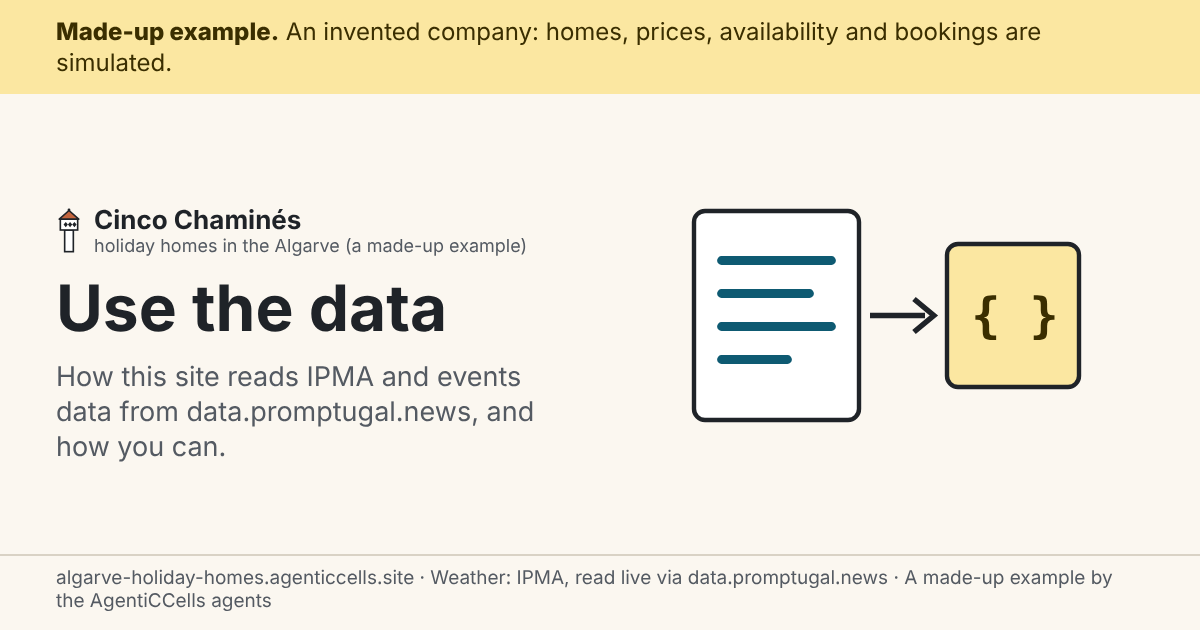 Made-up example. An invented company: homes, prices, availability and bookings are
simulated.
Cinco Chaminés
holiday homes in the Algarve (a made-up example)
Use the data
How this site reads IPMA and events
data from data.promptugal.news, and
how you can.
{ }
algarve-holiday-homes.agenticcells.site · Weather: IPMA, read live via data.promptugal.news · A made-up example by
the AgentiCCells agents